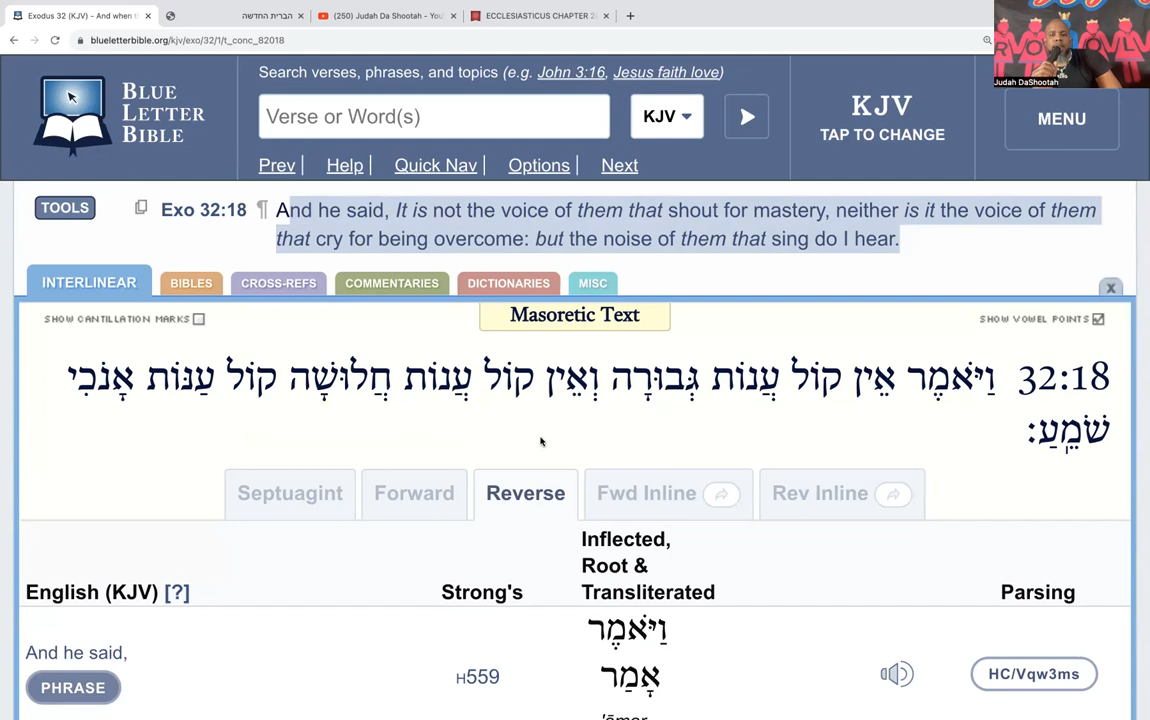 Exodus 32 (KJV) - And when th
הברית החדשה
(250) Judah Da Shootah - You
ECCLESIASTICUS CHAPTER 2
blueletterbible.org/kjv/exo/32/1/t_conc_82018
Judah DaShootah
BLUE
LETTER
BIBLE
Search verses, phrases, and topics (e.g. John 3:16, Jesus faith love)
Verse or Word(s)
KJV
KJV
TAP TO CHANGE
MENU
Prev | Help | Quick Nav | Options | Next
TOOLS
Exo 32:18 ¶ And he said, It is not the voice of them that shout for mastery, neither is it the voice of them
that cry for being overcome: but the noise of them that sing do I hear.
INTERLINEAR BIBLES CROSS-REFS COMMENTARIES DICTIONARIES MISC
x
SHOW CANTILLATION MARKS
Masoretic Text
SHOW VOWEL POINTS
32:18 וַיֹּאמֶר אֵין קוֹל עֲנוֹת גְּבוּרָה וְאֵין קוֹל עֲנוֹת חֲלוּשָׁה קוֹל עַנּוֹת אָנֹכִי
שֹׁמֵֽעַ׃
Septuagint Forward Reverse Fwd Inline Rev Inline
English (KJV) [?]
Strong's
Inflected,
Root &
Transliterated
Parsing
And he said,
PHRASE
H559
וַיֹּאמֶר
אָמַר
'āmar
HC/Vqw3ms